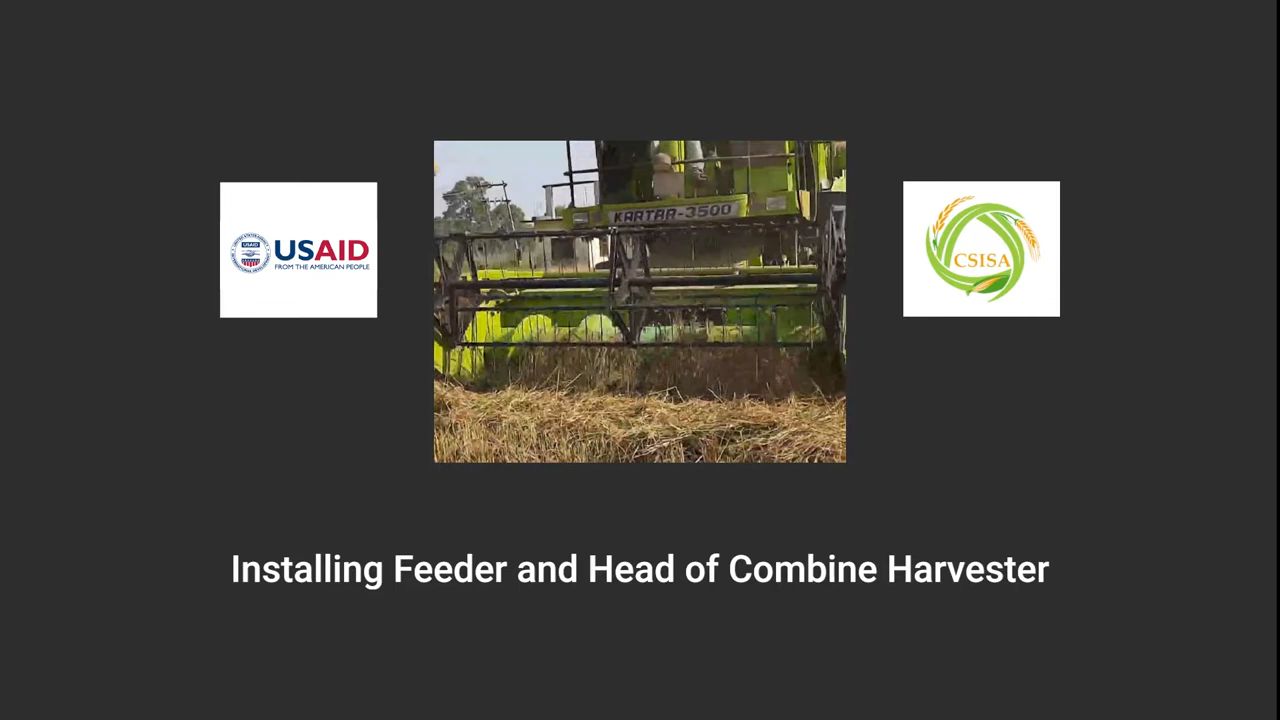 USAID
FROM THE AMERICAN PEOPLE
KARTAR-3500
CSISA
Installing Feeder and Head of Combine Harvester